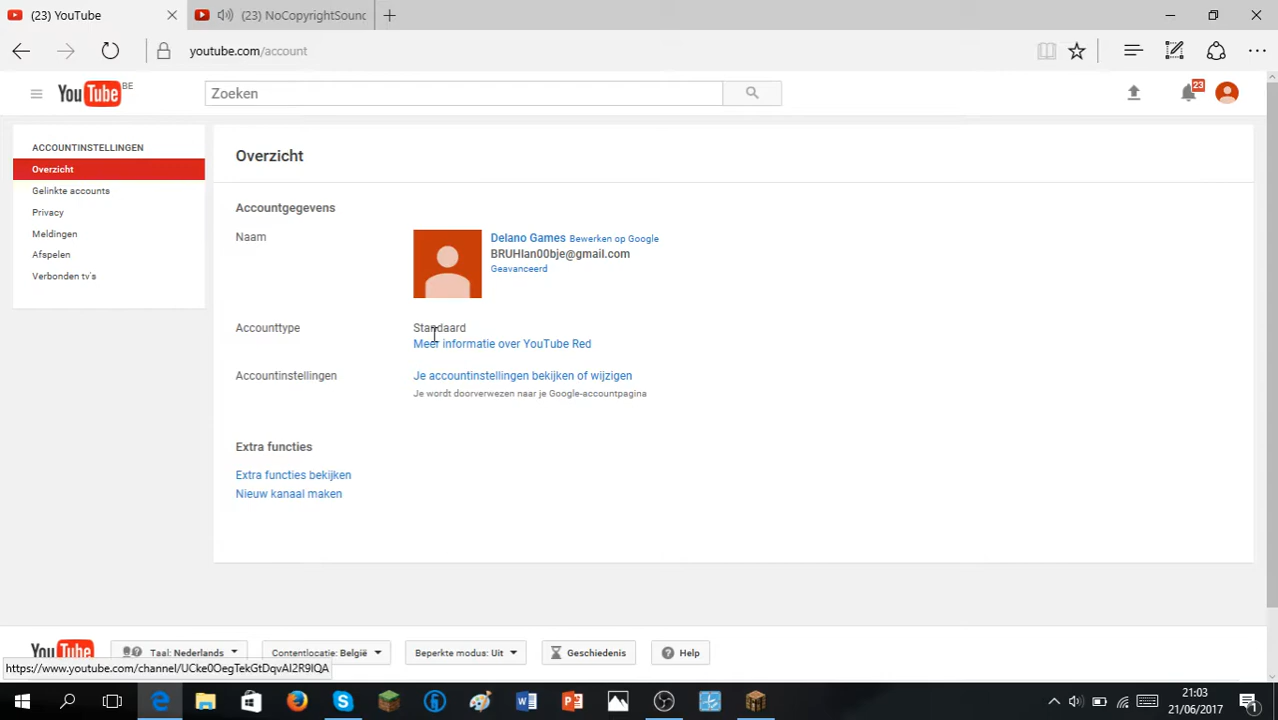 (23) YouTube
(23) NoCopyrightSound
youtube.com/account
YouTube BE
Zoeken
23
ACCOUNTINSTELLINGEN
Overzicht
Gelinkte accounts
Privacy
Meldingen
Afspelen
Verbonden tv's
Overzicht
Accountgegevens
Naam
Delano Games Bewerken op Google
BRUHlan00bje@gmail.com
Geavanceerd
Accounttype
Standaard
Meer informatie over YouTube Red
Accountinstellingen
Je accountinstellingen bekijken of wijzigen
Je wordt doorverwezen naar je Google-accountpagina
Extra functies
Extra functies bekijken
Nieuw kanaal maken
YouTube
Taal: Nederlands
Contentlocatie: België
Beperkte modus: Uit
Geschiedenis
Help
https://www.youtube.com/channel/UCke0OegTekGtDqvAI2R9IQA
21:03
21/06/2017
1